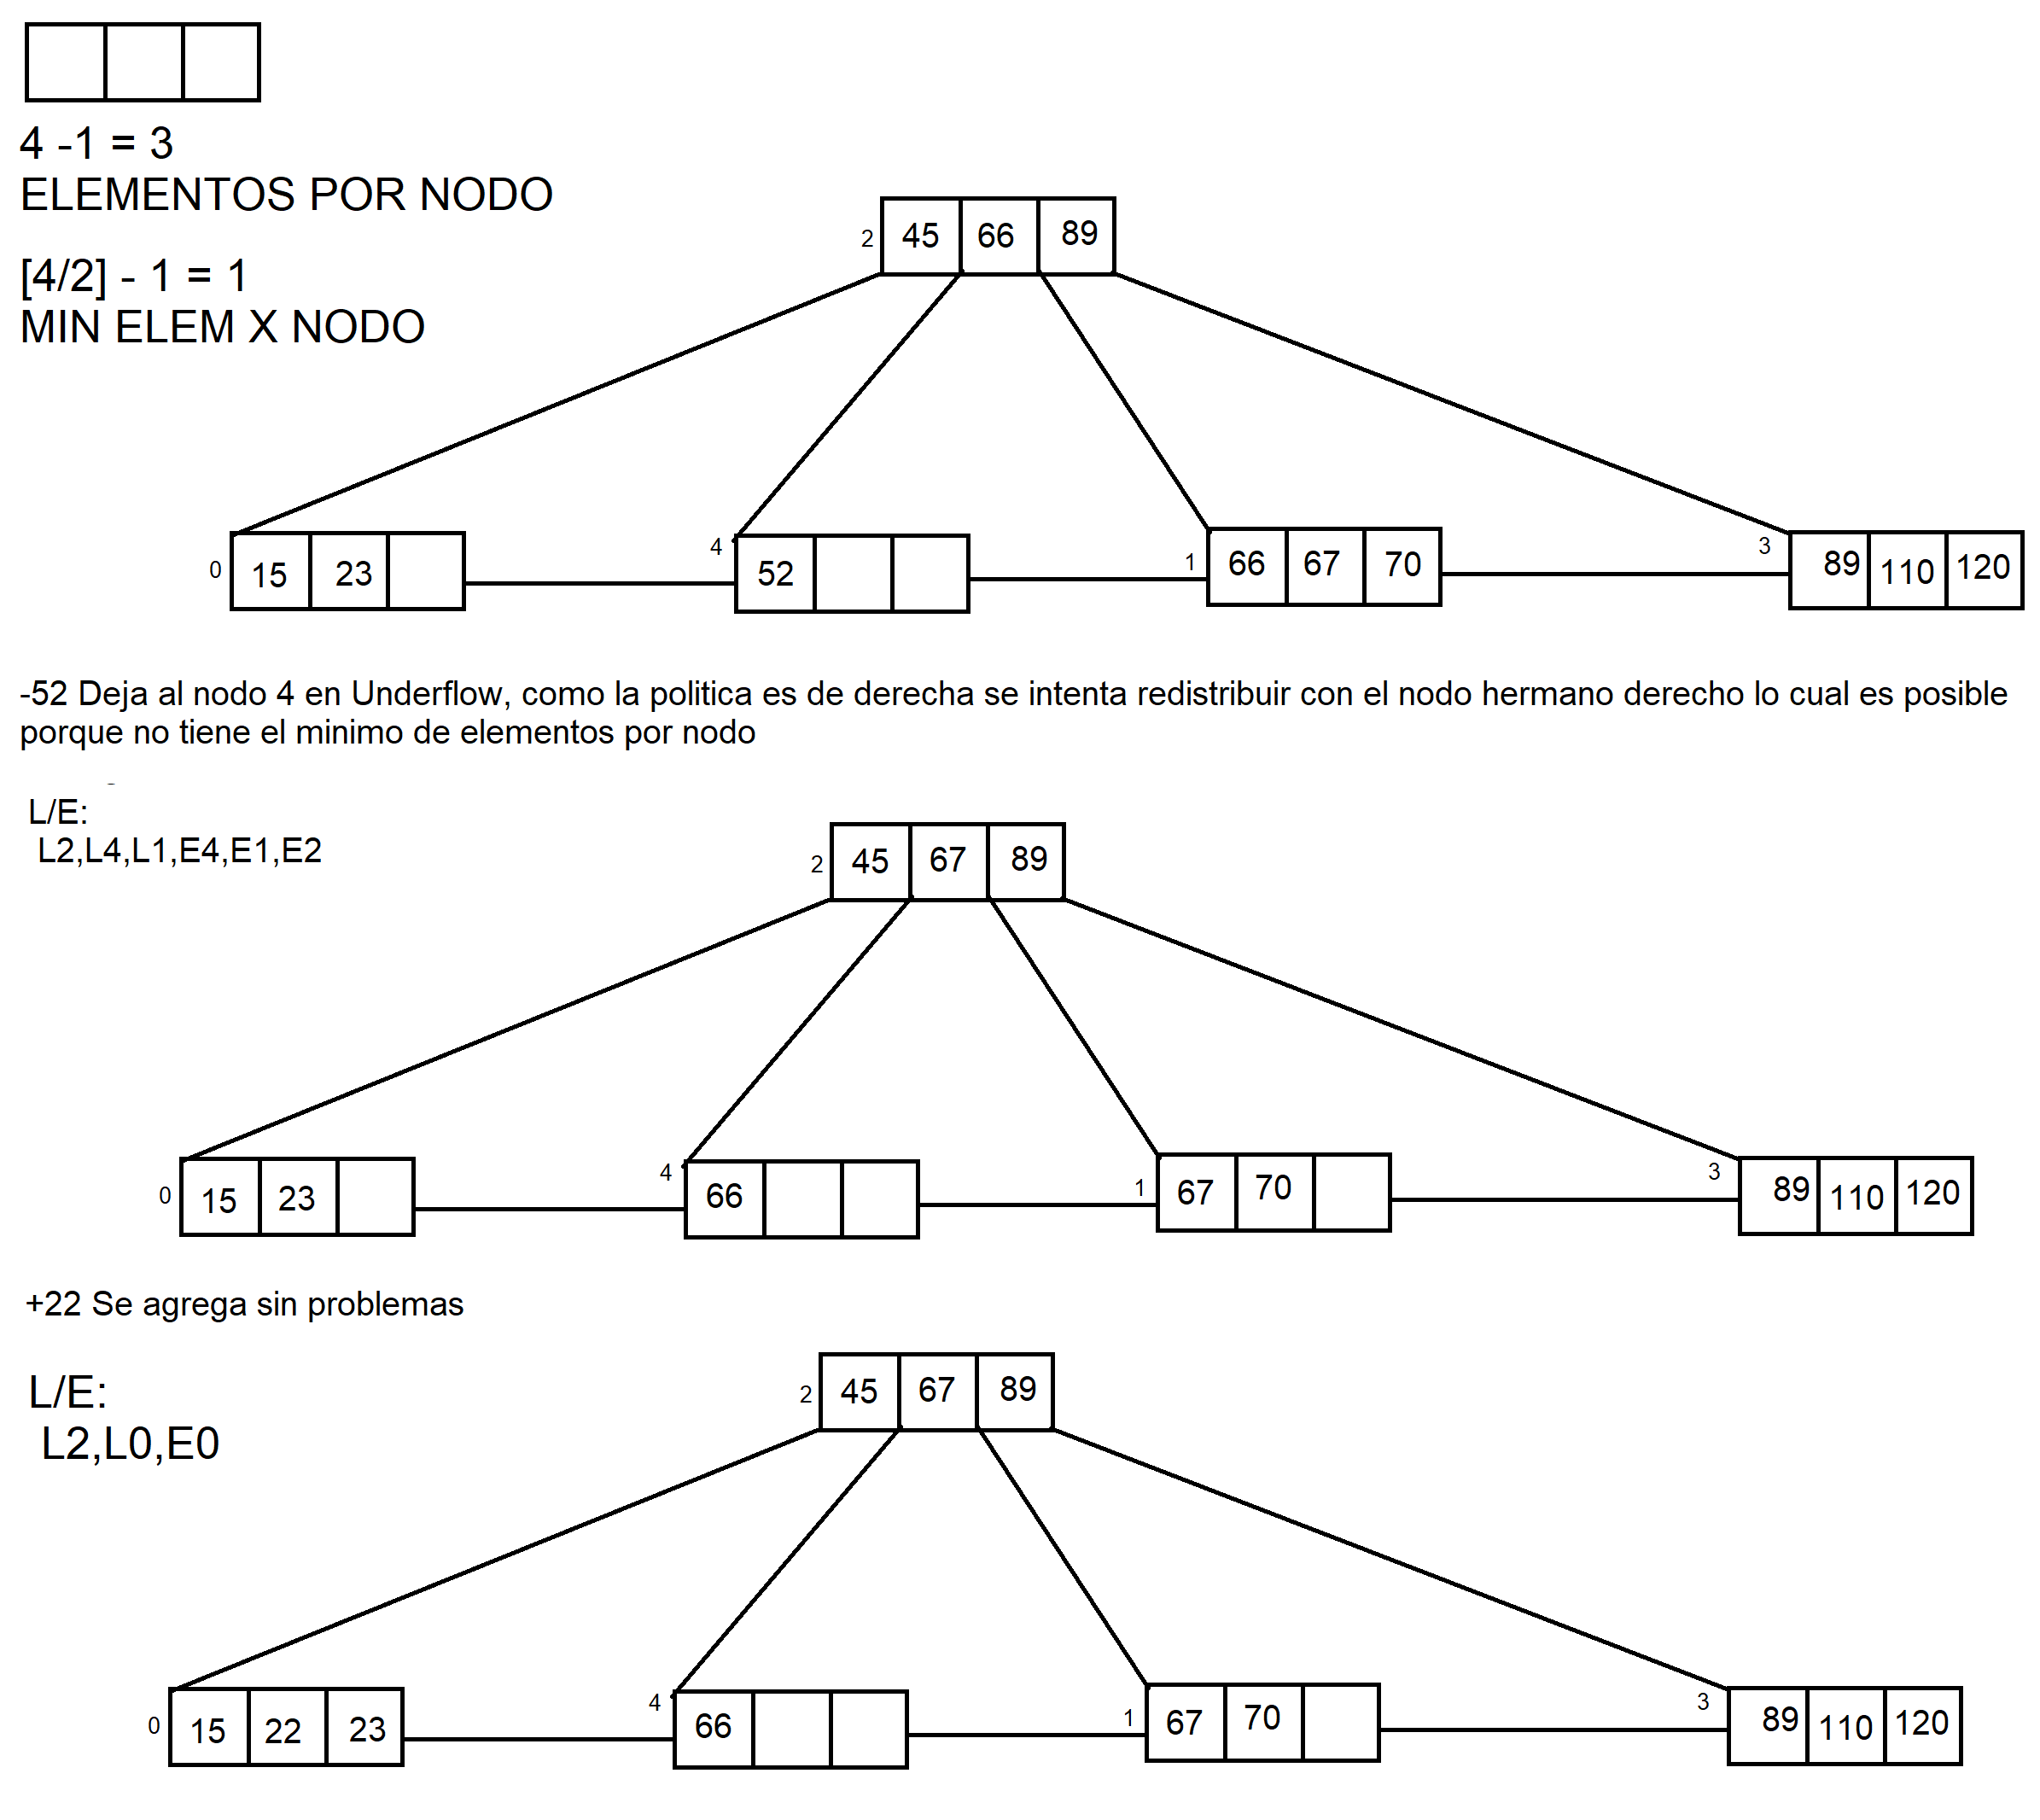 4 -1 = 3
ELEMENTOS POR NODO
[4/2] - 1 = 1
MIN ELEM X NODO
2 45 66 89
0 15 23
4 52
1 66 67 70
3 89 110 120
-52 Deja al nodo 4 en Underflow, como la politica es de derecha se intenta redistribuir con el nodo hermano derecho lo cual es posible
porque no tiene el minimo de elementos por nodo
L/E:
L2,L4,L1,E4,E1,E2
2 45 67 89
0 15 23
4 66
1 67 70
3 89 110 120
+22 Se agrega sin problemas
L/E:
L2,L0,E0
2 45 67 89
0 15 22 23
4 66
1 67 70
3 89 110 120